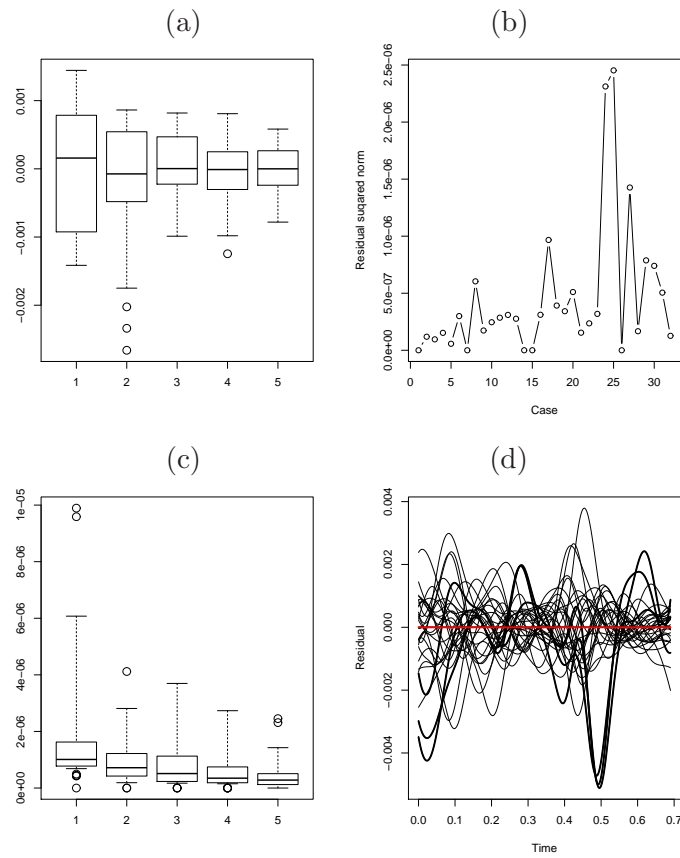 (a)
(b)
0.001
0.000
−0.001
−0.002
1
2
3
4
5
Residual suqared norm
2.5e−06
2.0e−06
1.5e−06
1.0e−06
5.0e−07
0.0e+00
0
5
10
15
20
25
30
Case
(c)
(d)
1e−05
8e−06
6e−06
4e−06
2e−06
0e+00
1
2
3
4
5
Residual
0.004
0.002
0.000
−0.002
−0.004
0.0
0.1
0.2
0.3
0.4
0.5
0.6
0.7
Time